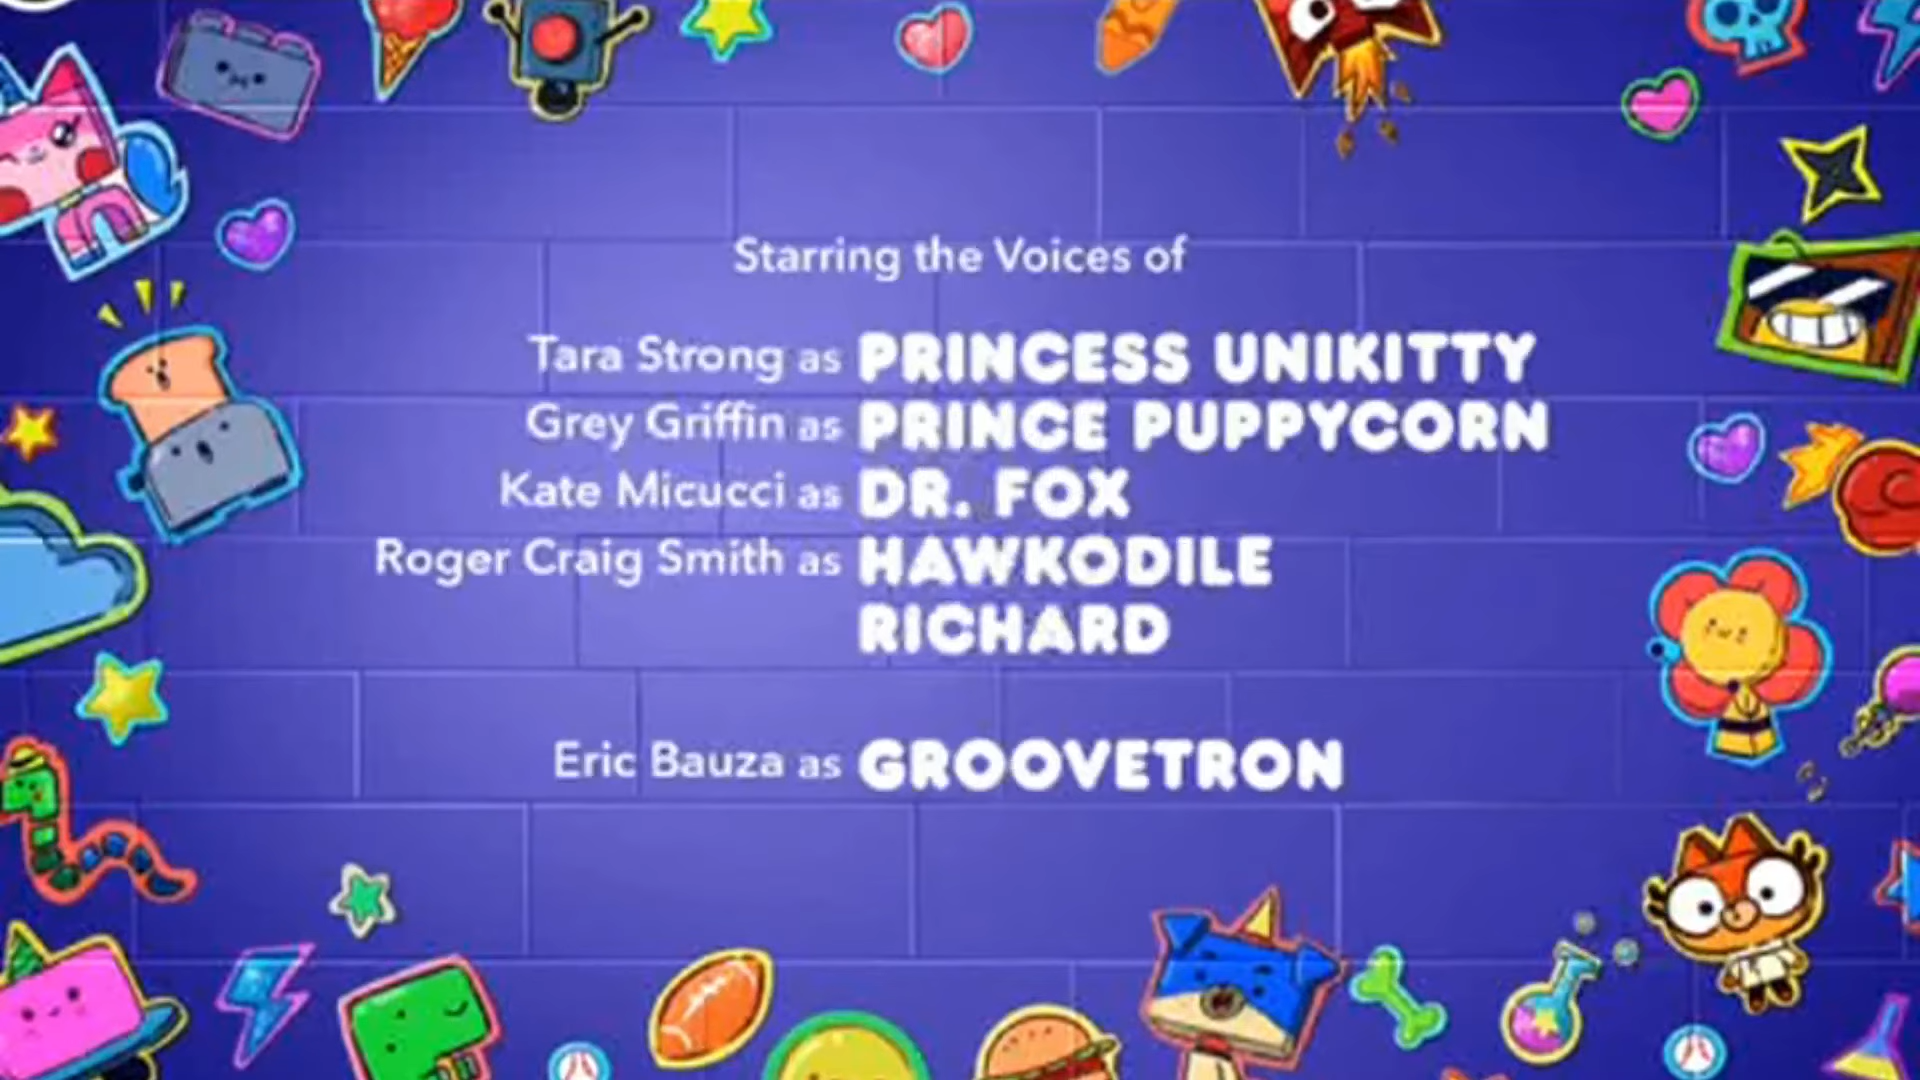 Starring the Voices of
Tara Strong as PRINCESS UNIKITTY
Grey Griffin as PRINCE PUPPYCORN
Kate Micucci as DR. FOX
Roger Craig Smith as HAWKODILE
RICHARD
Eric Bauza as GROOVETRON